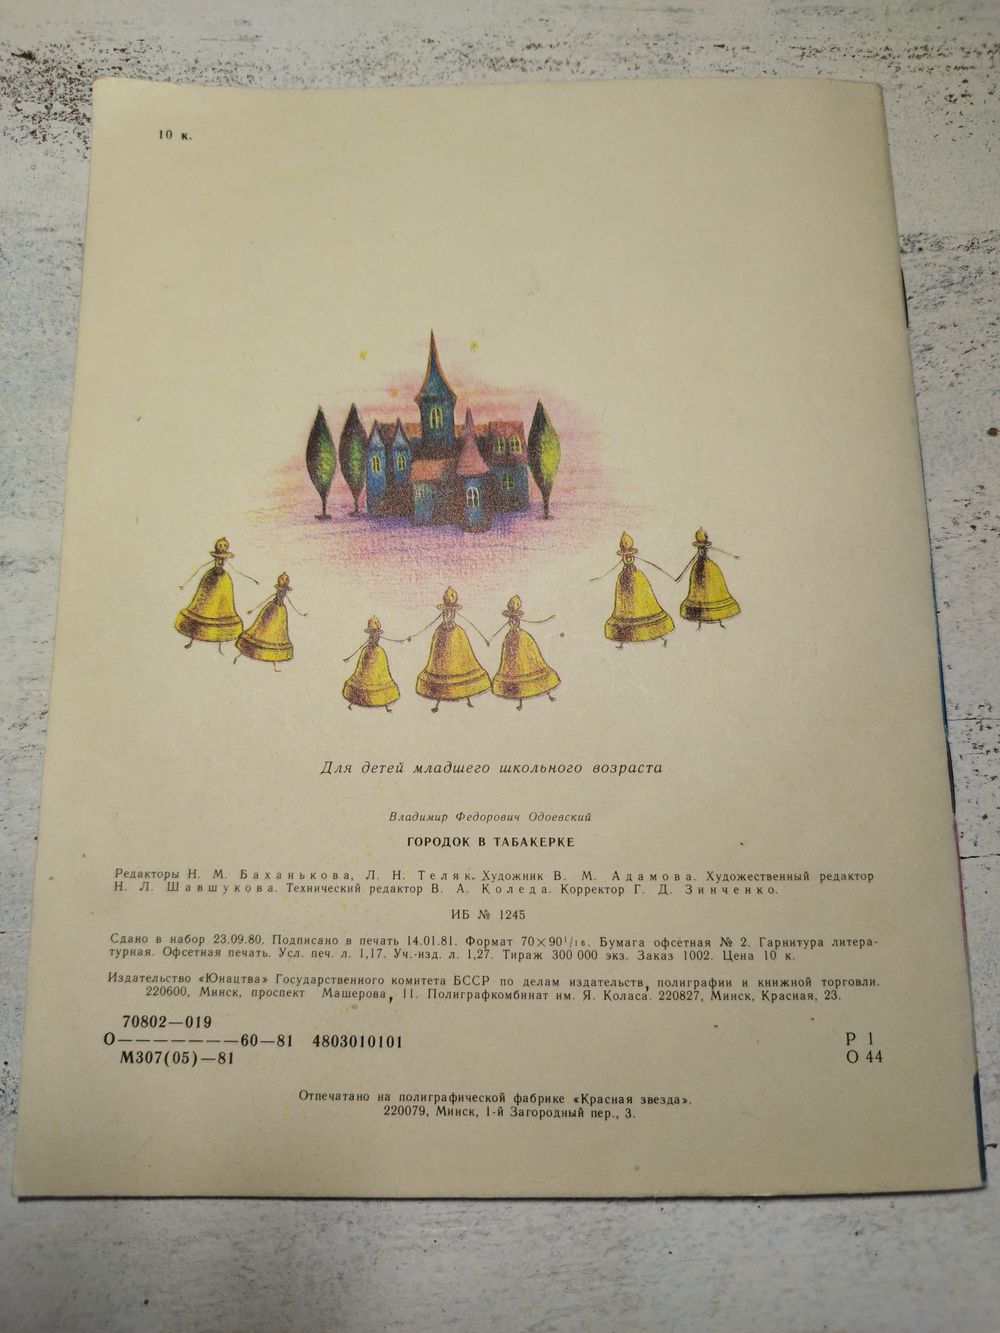 10 к.
Для детей младшего школьного возраста
Владимир Федорович Одоевский
ГОРОДОК В ТАБАКЕРКЕ
Редакторы Н. М. Баханькова, Л. Н. Теляк. Художник В. М. Адамова. Художественный редактор
Н. Л. Шавшукова. Технический редактор В. А. Коледа. Корректор Г. Д. Зинченко.
ИБ № 1245
Сдано в набор 23.09.80. Подписано в печать 14.01.81. Формат 70×90¹/₁₆. Бумага офсетная № 2. Гарнитура литера-
турная. Офсетная печать. Усл. печ. л. 1,17. Уч.-изд. л. 1,27. Тираж 300 000 экз. Заказ 1002. Цена 10 к.
Издательство «Юнацтва» Государственного комитета БССР по делам издательств, полиграфии и книжной торговли.
220600, Минск, проспект Машерова, 11. Полиграфкомбинат им. Я. Коласа. 220827, Минск, Красная, 23.
70802—019
О———————60—81 4803010101
М307(05)—81
Р 1
О 44
Отпечатано на полиграфической фабрике «Красная звезда».
220079, Минск, 1-й Загородный пер., 3.